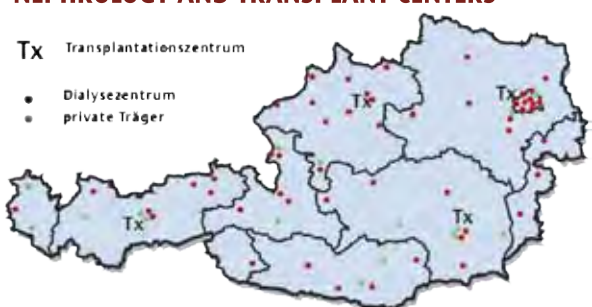 NEPHROLOGY AND TRANSPLANT CENTERS
Tx Transplantationszentrum
Dialysezentrum
private Träger
Tx
Tx
Tx
Tx